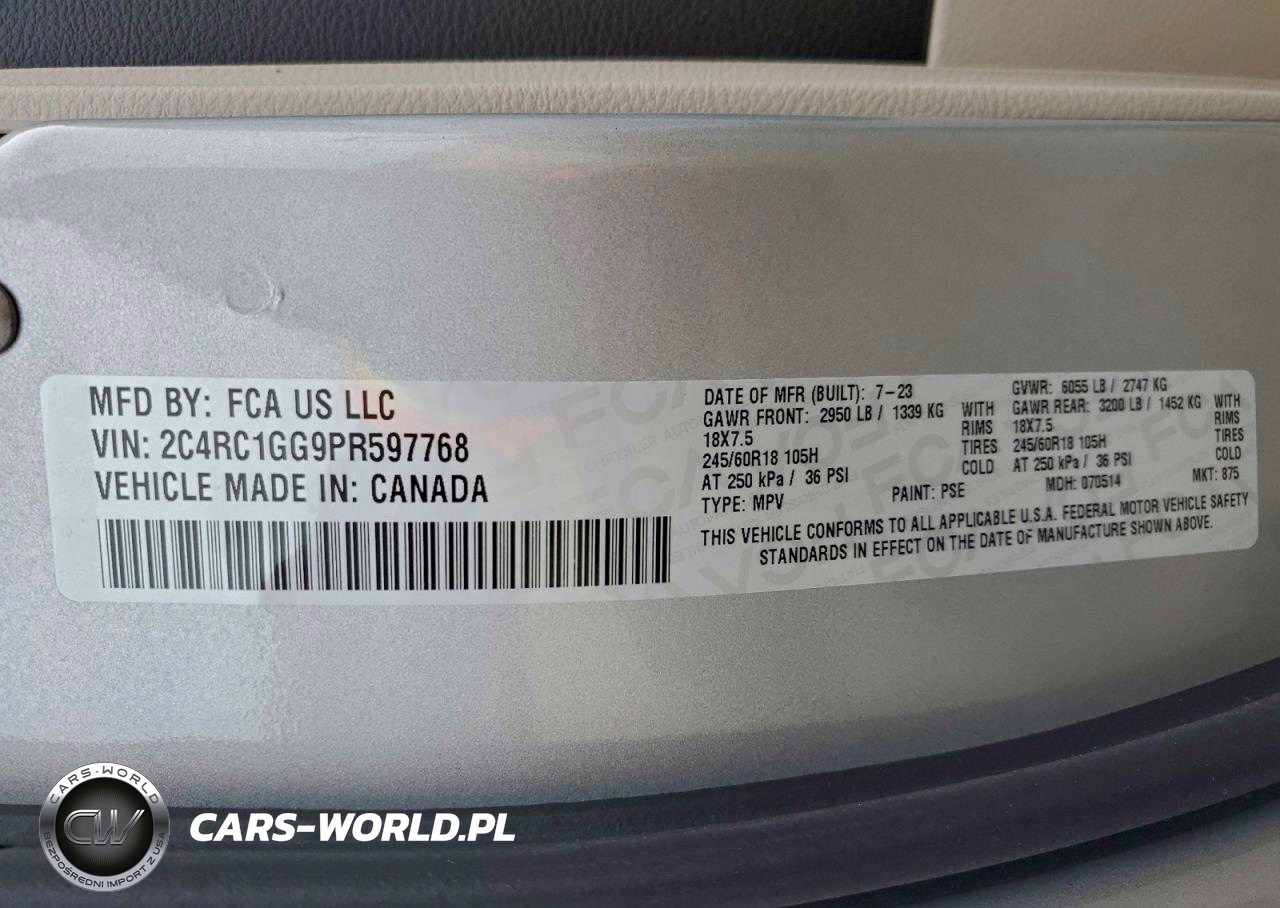 MFD BY: FCA US LLC
VIN: 2C4RC1GG9PR597768
VEHICLE MADE IN: CANADA
DATE OF MFR (BUILT): 7-23
GVWR: 6055 LB / 2747 KG
GAWR FRONT: 2950 LB / 1339 KG WITH
18X7.5 RIMS
245/60R18 105H TIRES
AT 250 kPa / 36 PSI COLD
GAWR REAR: 3200 LB / 1452 KG WITH
18X7.5 RIMS
245/60R18 105H TIRES
AT 250 kPa / 36 PSI COLD
TYPE: MPV PAINT: PSE MDH: 070514 MKT: 875
THIS VEHICLE CONFORMS TO ALL APPLICABLE U.S.A. FEDERAL MOTOR VEHICLE SAFETY
STANDARDS IN EFFECT ON THE DATE OF MANUFACTURE SHOWN ABOVE.
CARS-WORLD
CW
BEZPOŚREDNI IMPORT Z USA
CARS-WORLD.PL